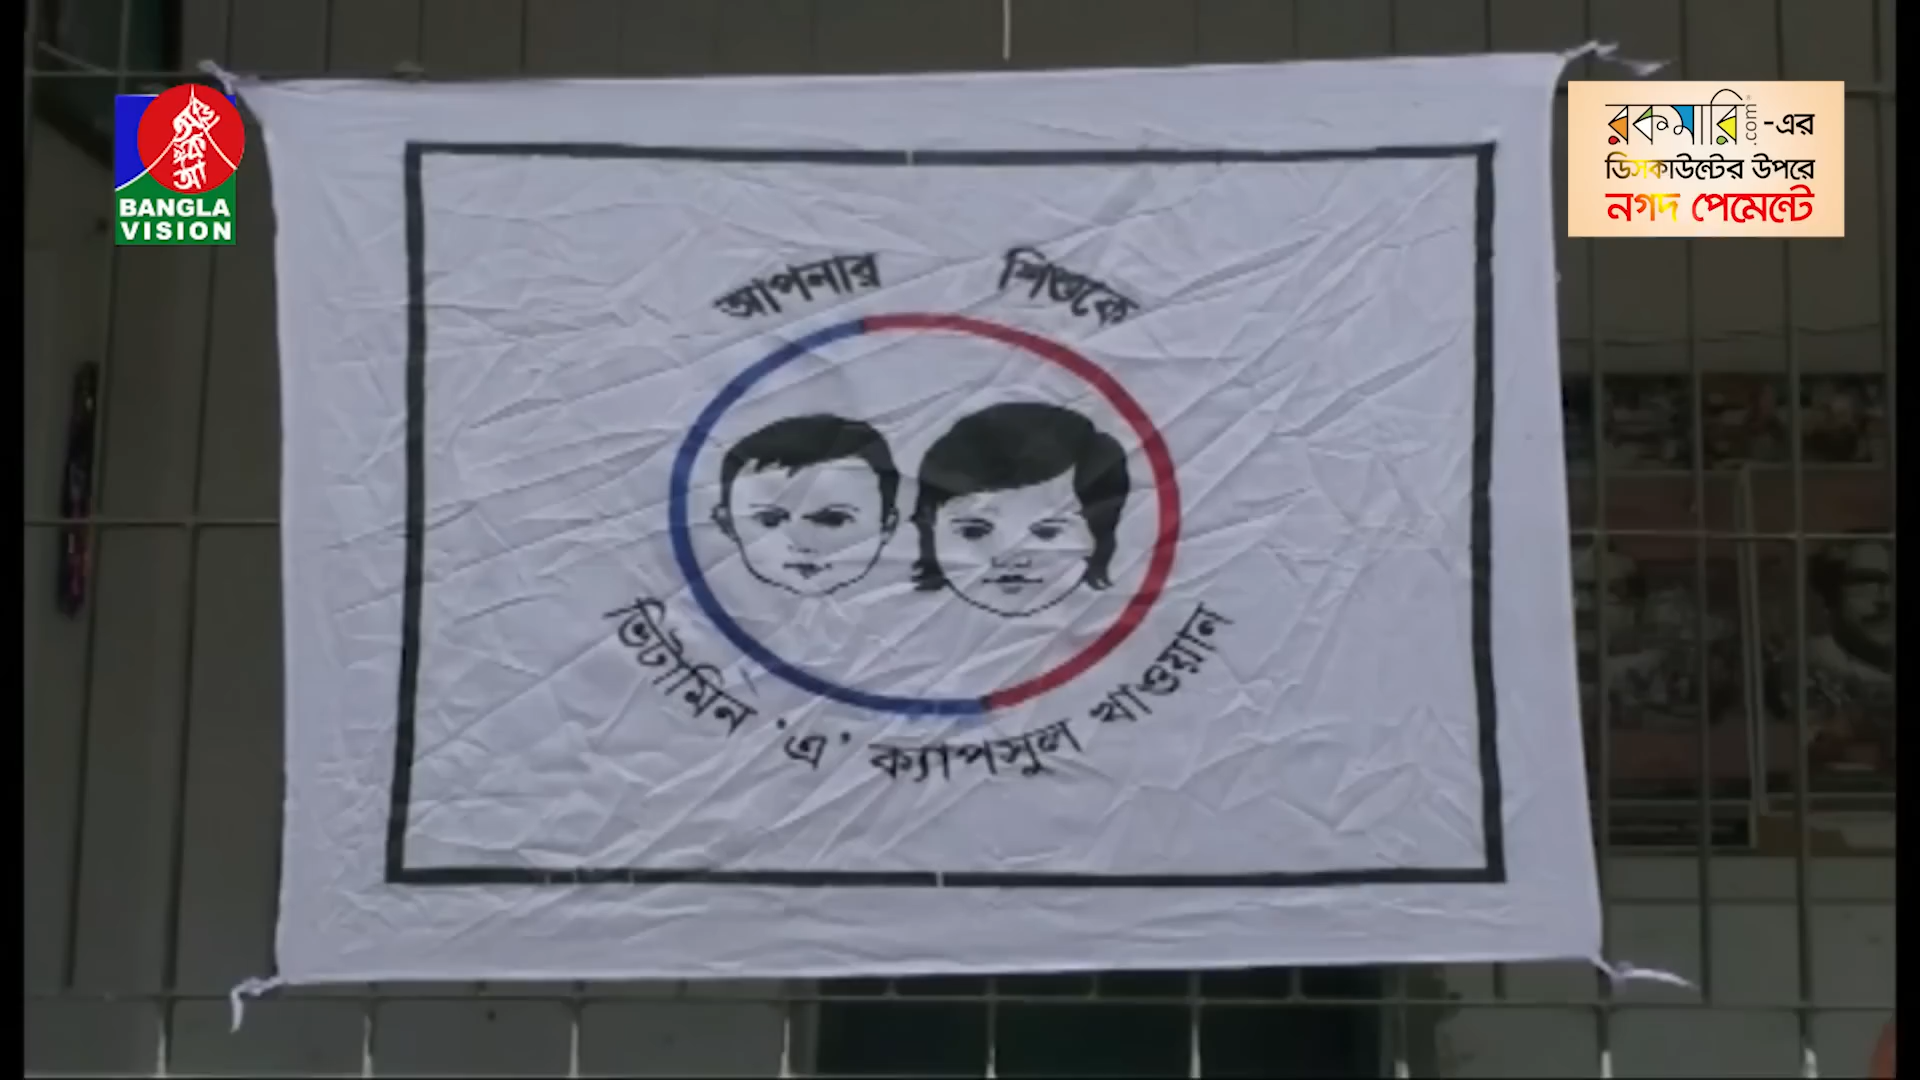 BANGLA
VISION
রকমারি.com-এর
ডিসকাউন্টের উপরে
নগদ পেমেন্টে
আপনার শিশুকে
ভিটামিন 'এ' ক্যাপসুল খাওয়ান